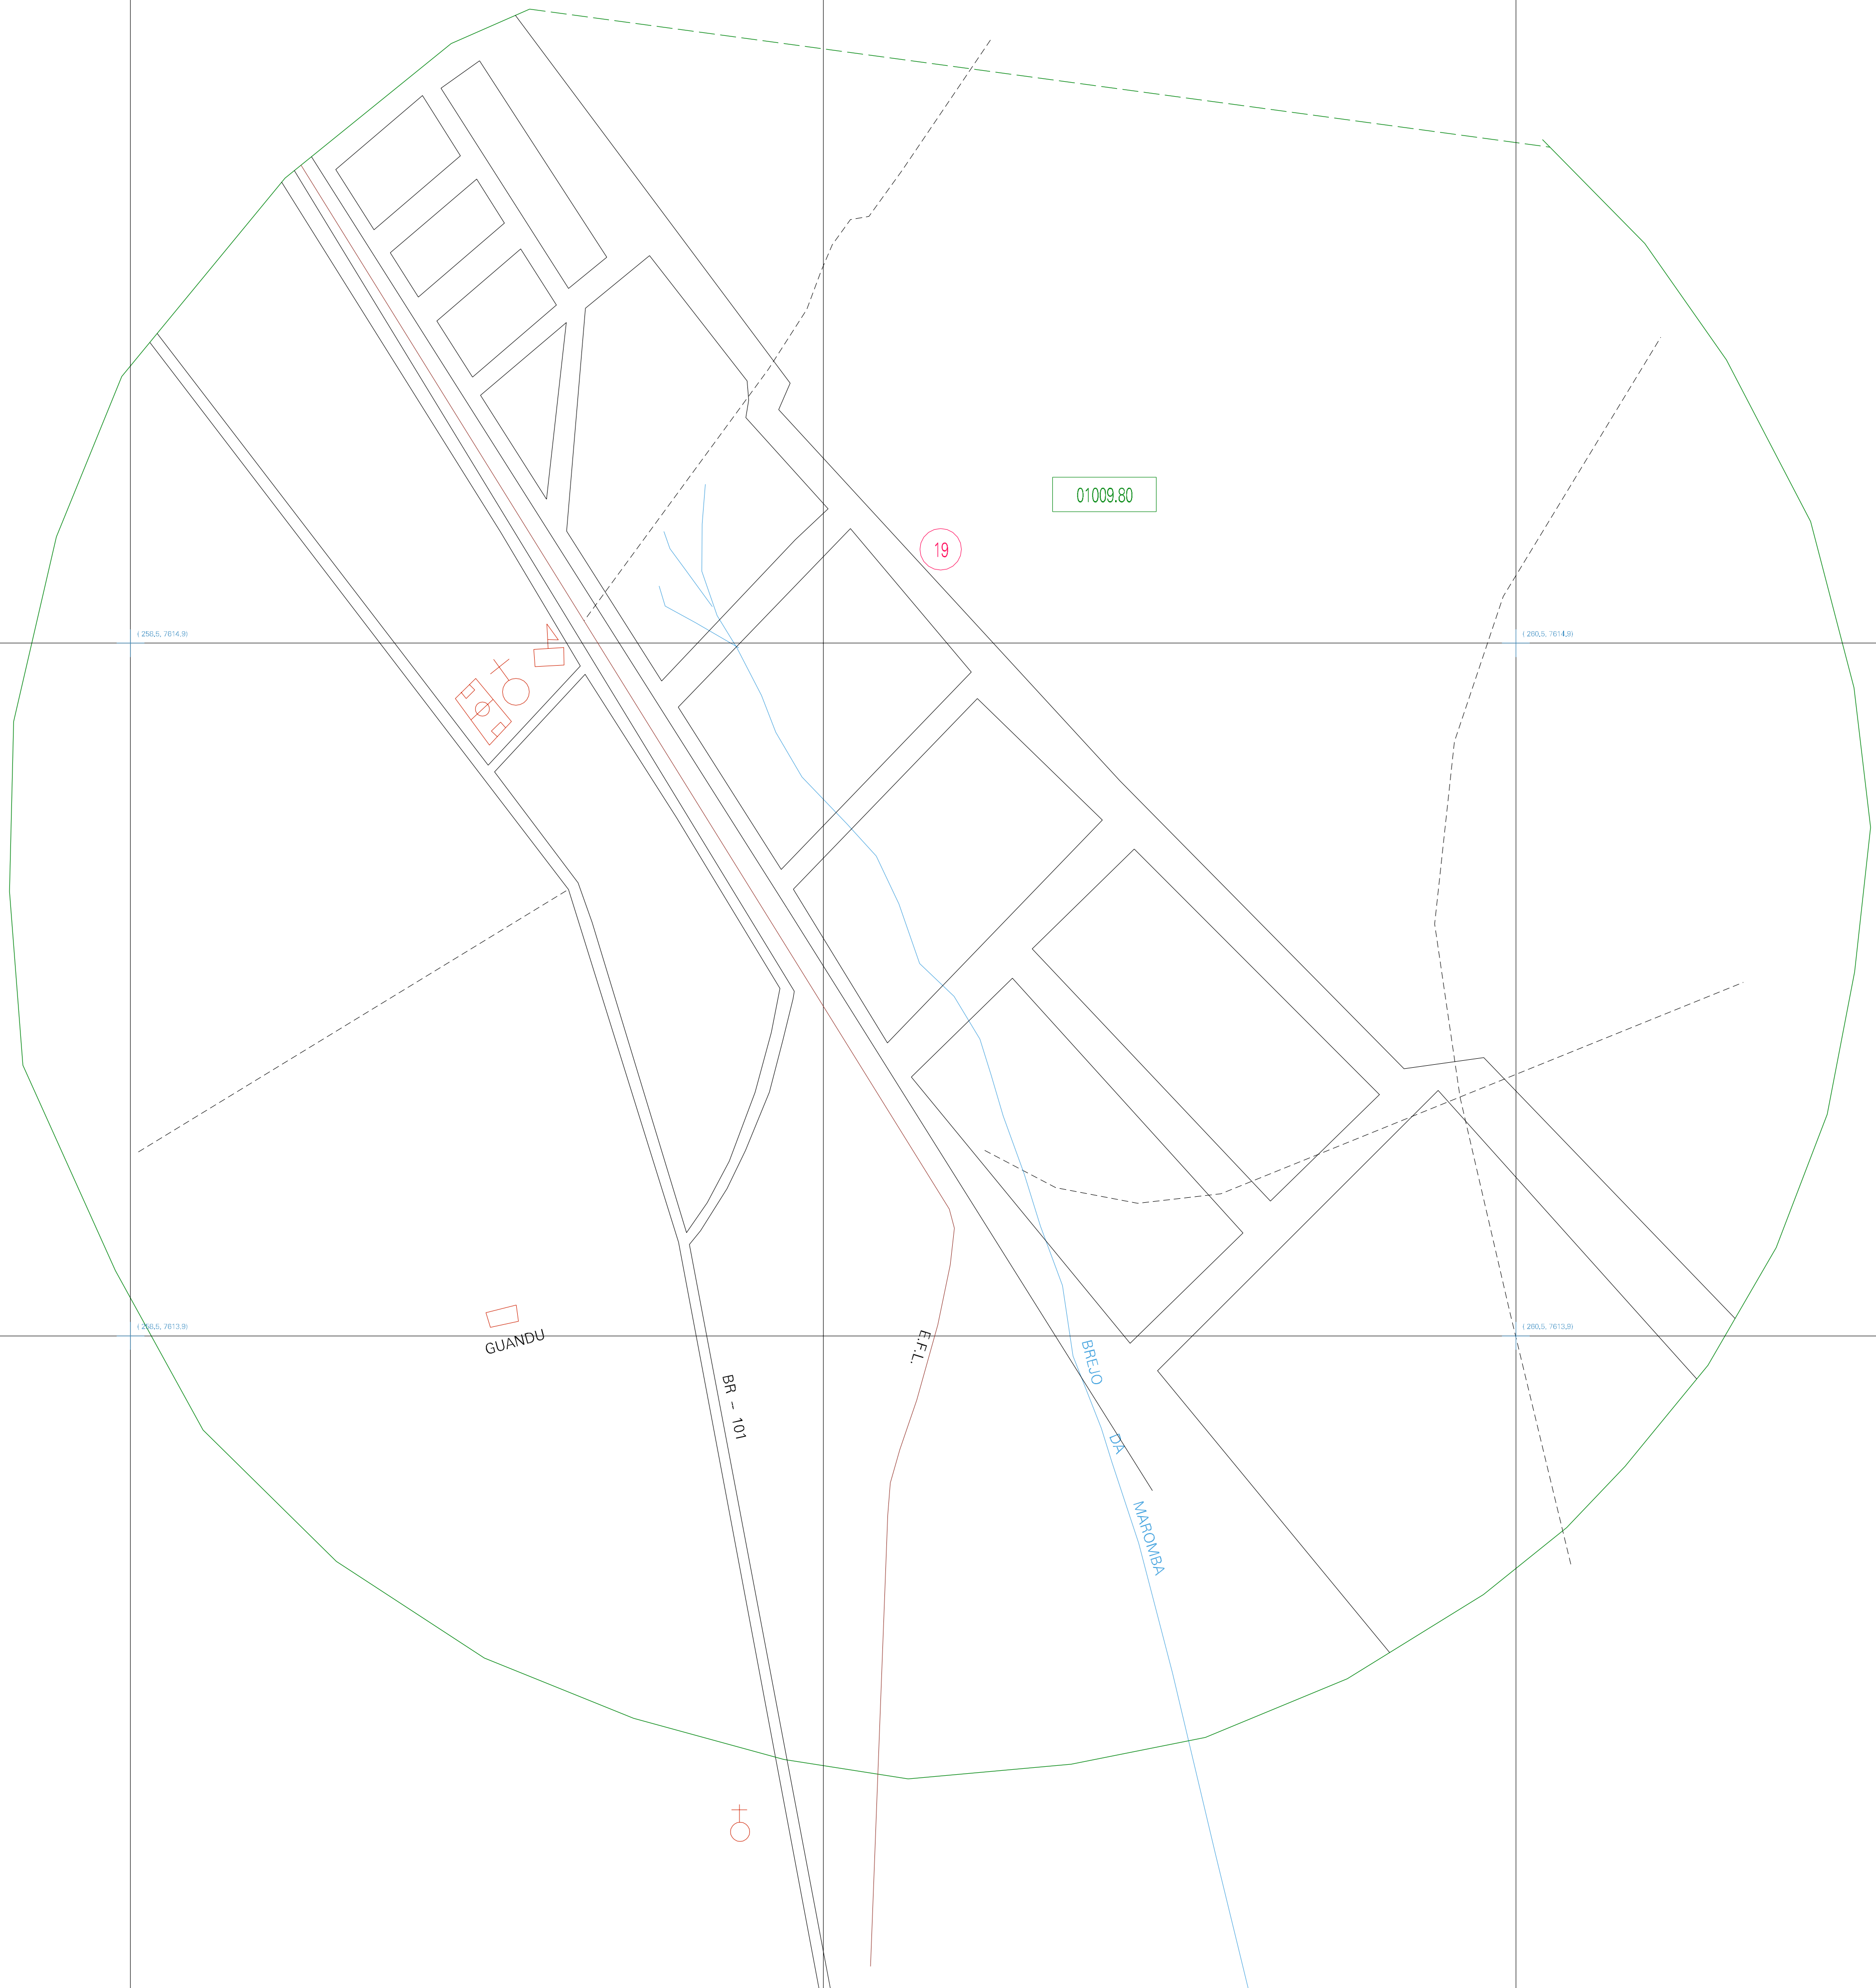 01009.80
19
( 258,5, 7614,9)
( 260,5, 7614,9)
( 258,5, 7613,9)
( 260,5, 7613,9)
GUANDU
E.F.L.
BREJO
BR - 101
DA
MAROMBA